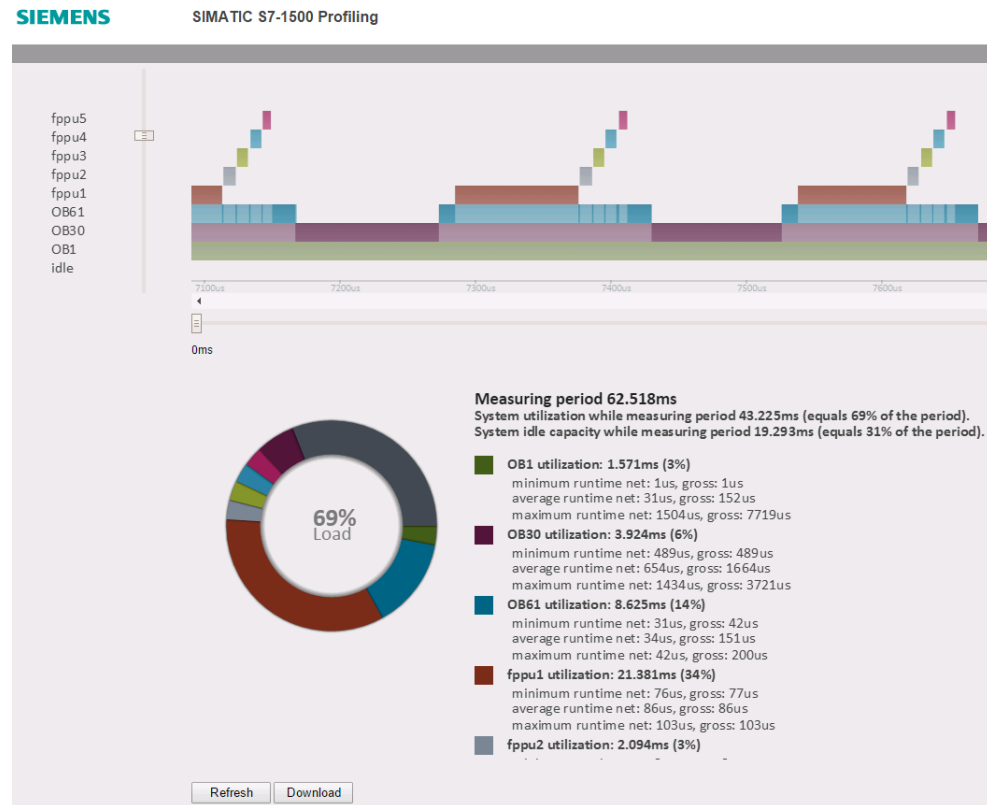 SIEMENS
SIMATIC S7-1500 Profiling
fppu5
fppu4
fppu3
fppu2
fppu1
OB61
OB30
OB1
idle
7100us 7200us 7300us 7400us 7500us 7600us
0ms
69%
Load
Measuring period 62.518ms
System utilization while measuring period 43.225ms (equals 69% of the period).
System idle capacity while measuring period 19.293ms (equals 31% of the period).
OB1 utilization: 1.571ms (3%)
minimum runtime net: 1us, gross: 1us
average runtime net: 31us, gross: 152us
maximum runtime net: 1504us, gross: 7719us
OB30 utilization: 3.924ms (6%)
minimum runtime net: 489us, gross: 489us
average runtime net: 654us, gross: 1664us
maximum runtime net: 1434us, gross: 3721us
OB61 utilization: 8.625ms (14%)
minimum runtime net: 31us, gross: 42us
average runtime net: 34us, gross: 151us
maximum runtime net: 42us, gross: 200us
fppu1 utilization: 21.381ms (34%)
minimum runtime net: 76us, gross: 77us
average runtime net: 86us, gross: 86us
maximum runtime net: 103us, gross: 103us
fppu2 utilization: 2.094ms (3%)
Refresh Download